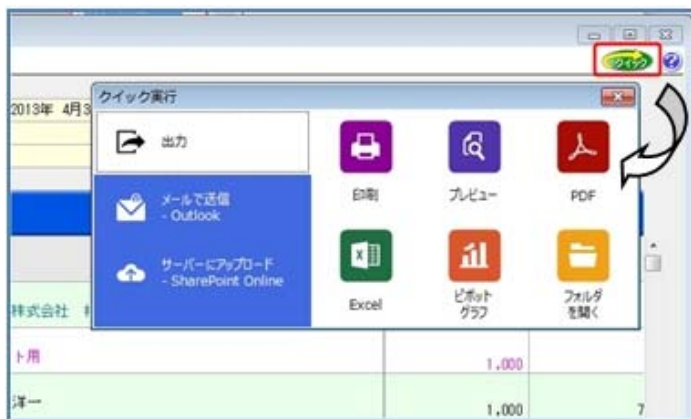 クイック
?
2013年 4月3
クイック実行
出力
メールで送信
- Outlook
サーバーにアップロード
- SharePoint Online
印刷
プレビュー
PDF
Excel
ピボット
グラフ
フォルダ
を開く
株式会社
ト用
1,000
洋一
1,000
7